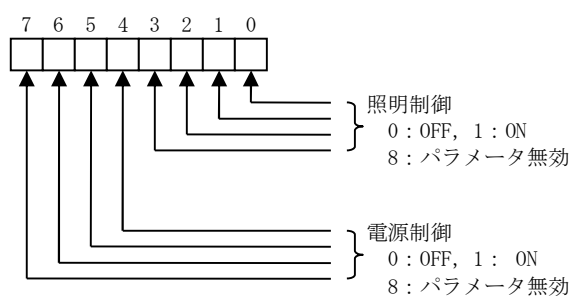 7 6 5 4 3 2 1 0
照明制御
0：OFF, 1：ON
8：パラメータ無効
電源制御
0：OFF, 1： ON
8：パラメータ無効